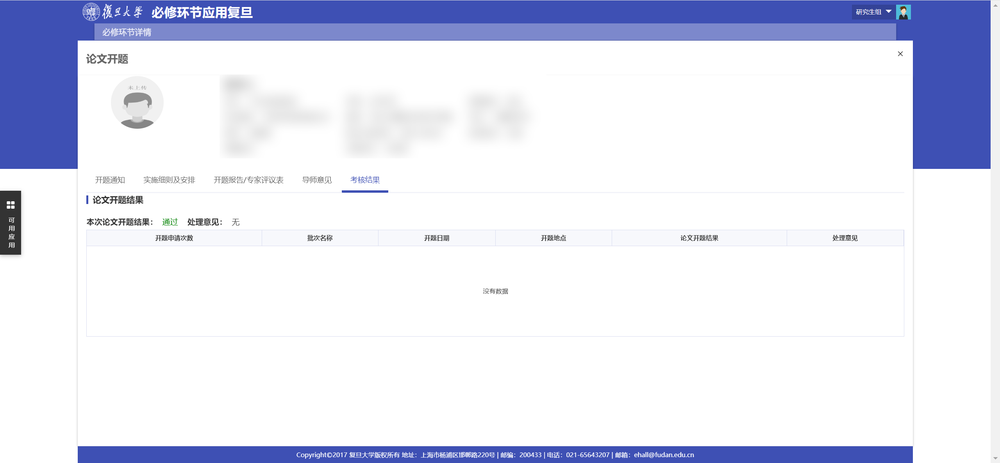 復旦大學 必修环节应用复旦 研究生组
必修环节详情
论文开题
未上传
开题通知 实施细则及安排 开题报告/专家评议表 导师意见 考核结果
论文开题结果
本次论文开题结果： 通过 处理意见： 无
开题申请次数 批次名称 开题日期 开题地点 论文开题结果 处理意见
没有数据
可用应用
Copyright©2017 复旦大学版权所有 地址：上海市杨浦区邯郸路220号 | 邮编：200433 | 电话：021-65643207 | 邮箱：ehall@fudan.edu.cn